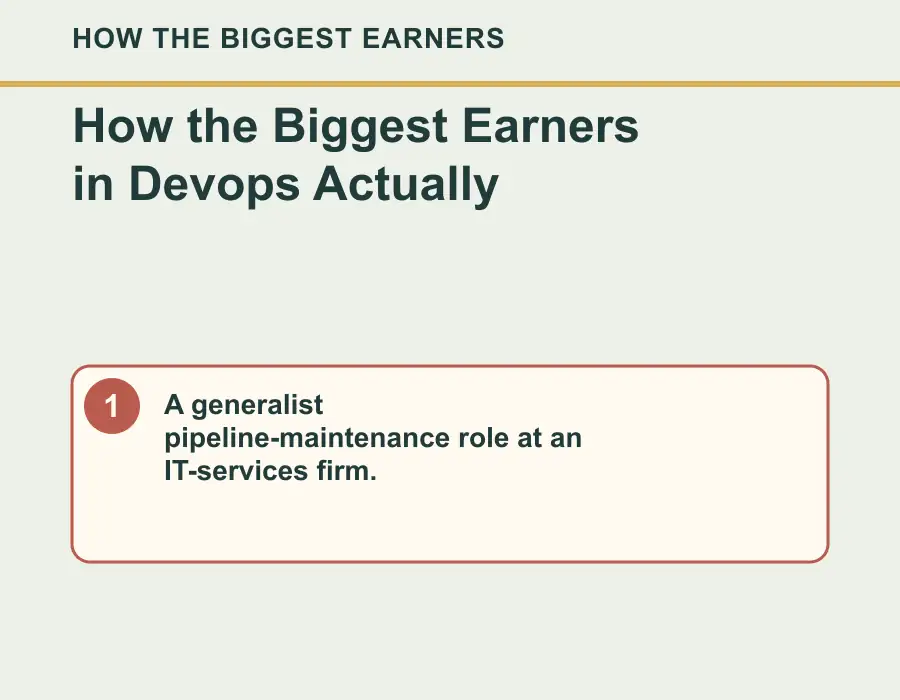 HOW THE BIGGEST EARNERS
How the Biggest Earners
in Devops Actually
1
A generalist
pipeline-maintenance role at an
IT-services firm.